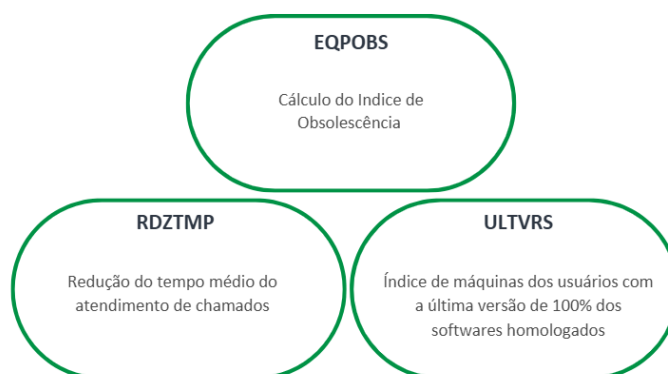 EQPOBS
Cálculo do Indice de
Obsolescência
RDZTMP
Redução do tempo médio do
atendimento de chamados
ULTVRS
Índice de máquinas dos usuários com
a última versão de 100% dos
softwares homologados